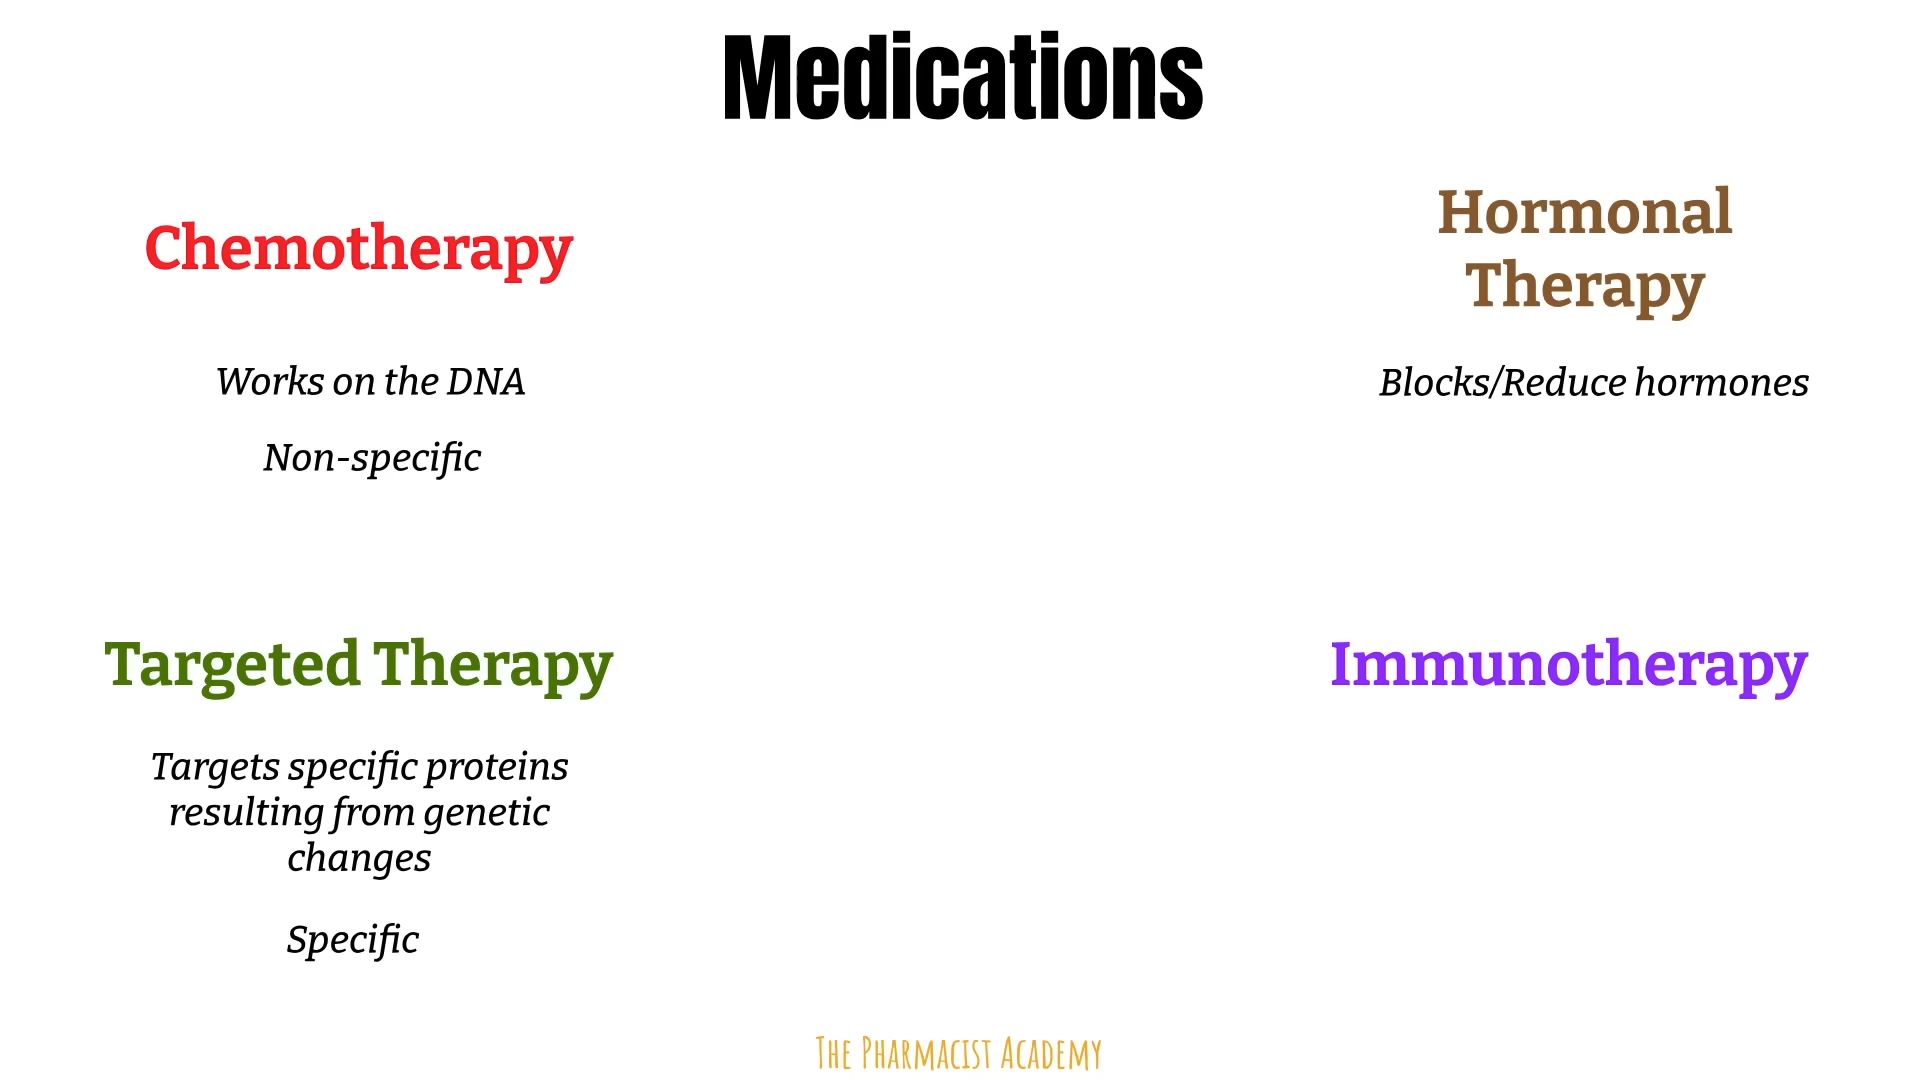 Medications
Chemotherapy
Works on the DNA
Non-specific
Hormonal
Therapy
Blocks/Reduce hormones
Targeted Therapy
Targets specific proteins
resulting from genetic
changes
Specific
Immunotherapy
The Pharmacist Academy